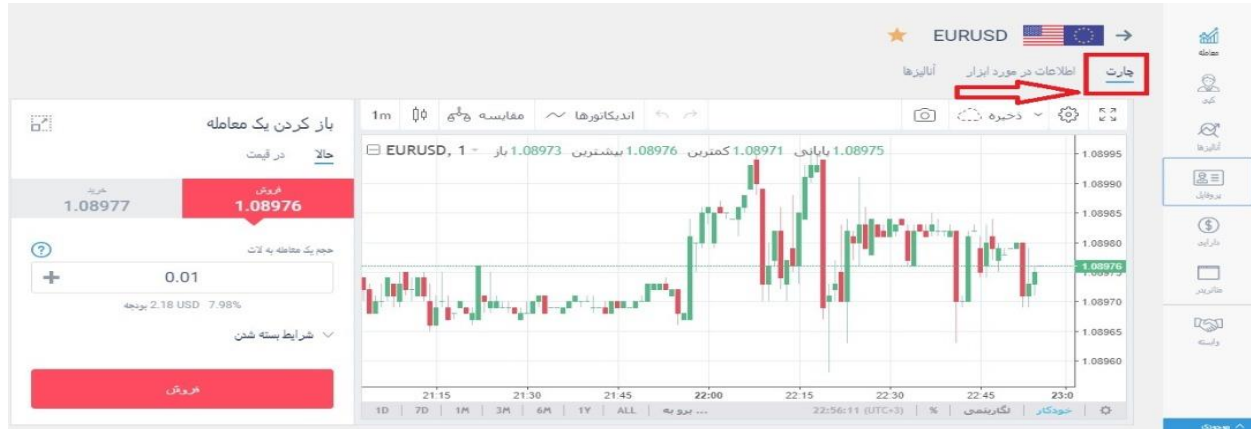 EURUSD
چارت
اطلاعات در مورد ابزار
آنالیزها
معامله
کپی
آنالیزها
پروفایل
دارایی
متاتریدر
وابسته
1m
مقایسه
اندیکاتورها
ذخیره
EURUSD, 1
باز 1.08973 بیشترین 1.08976 کمترین 1.08971 پایانی 1.08975
1.08995
1.08990
1.08985
1.08980
1.08976
1.08975
1.08970
1.08965
1.08960
21:15 21:30 21:45 22:00 22:15 22:30 22:45 23:0
1D 7D 1M 3M 6M 1Y ALL برو به ...
22:56:11 (UTC+3) % لگاریتمی خودکار
باز کردن یک معامله
حالا در قیمت
فروش
1.08976
خرید
1.08977
حجم یک معامله به لات
0.01
2.18 USD 7.98%
شرایط بسته شدن
فروش